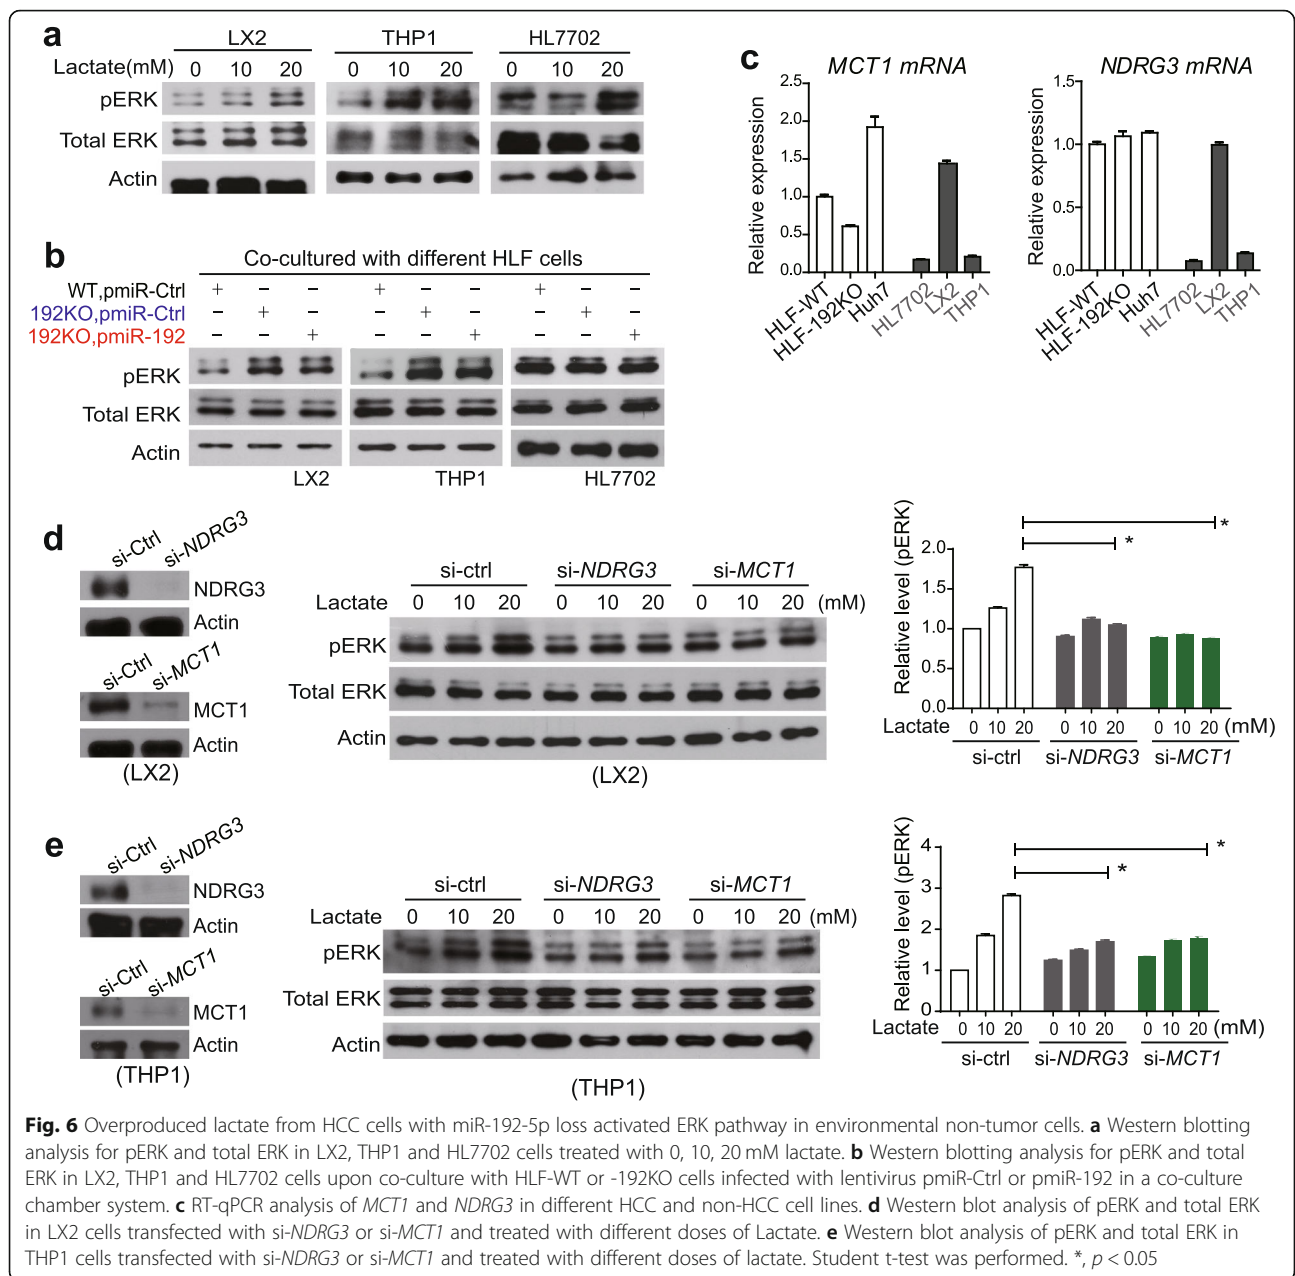 a
LX2 THP1 HL7702
Lactate(mM) 0 10 20 0 10 20 0 10 20
pERK
Total ERK
Actin
b
Co-cultured with different HLF cells
WT,pmiR-Ctrl + − − + − − + − −
192KO,pmiR-Ctrl − + − − + − − + −
192KO,pmiR-192 − − + − − + − − +
pERK
Total ERK
Actin
LX2 THP1 HL7702
c
MCT1 mRNA
Relative expression
2.5
2.0
1.5
1.0
0.5
0.0
HLF-WT HLF-192KO Huh7 HL7702 LX2 THP1
NDRG3 mRNA
Relative expression
1.5
1.0
0.5
0.0
HLF-WT HLF-192KO Huh7 HL7702 LX2 THP1
d
si-Ctrl si-NDRG3
NDRG3
Actin
si-Ctrl si-MCT1
MCT1
Actin
(LX2)
si-ctrl si-NDRG3 si-MCT1
Lactate 0 10 20 0 10 20 0 10 20 (mM)
pERK
Total ERK
Actin
(LX2)
Relative level (pERK)
* *
2.0
1.5
1.0
0.5
0.0
Lactate 0 10 20 0 10 20 0 10 20 (mM)
si-ctrl si-NDRG3 si-MCT1
e
si-Ctrl si-NDRG3
NDRG3
Actin
si-Ctrl si-MCT1
MCT1
Actin
(THP1)
si-ctrl si-NDRG3 si-MCT1
Lactate 0 10 20 0 10 20 0 10 20 (mM)
pERK
Total ERK
Actin
(THP1)
Relative level (pERK)
* *
4
3
2
1
0
Lactate 0 10 20 0 10 20 0 10 20 (mM)
si-ctrl si-NDRG3 si-MCT1
Fig. 6 Overproduced lactate from HCC cells with miR-192-5p loss activated ERK pathway in environmental non-tumor cells. a Western blotting
analysis for pERK and total ERK in LX2, THP1 and HL7702 cells treated with 0, 10, 20 mM lactate. b Western blotting analysis for pERK and total
ERK in LX2, THP1 and HL7702 cells upon co-culture with HLF-WT or -192KO cells infected with lentivirus pmiR-Ctrl or pmiR-192 in a co-culture
chamber system. c RT-qPCR analysis of MCT1 and NDRG3 in different HCC and non-HCC cell lines. d Western blot analysis of pERK and total ERK
in LX2 cells transfected with si-NDRG3 or si-MCT1 and treated with different doses of Lactate. e Western blot analysis of pERK and total ERK in
THP1 cells transfected with si-NDRG3 or si-MCT1 and treated with different doses of lactate. Student t-test was performed. *, p < 0.05